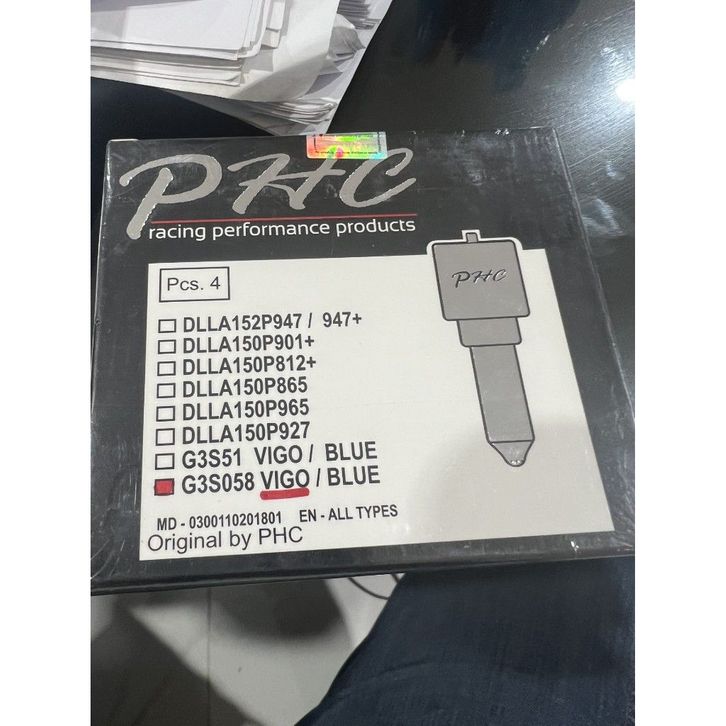 PHC
racing performance products
Pcs. 4
PHC
DLLA152P947 / 947+
DLLA150P901+
DLLA150P812+
DLLA150P865
DLLA150P965
DLLA150P927
G3S51 VIGO / BLUE
G3S058 VIGO / BLUE
MD - 0300110201801 EN - ALL TYPES
Original by PHC